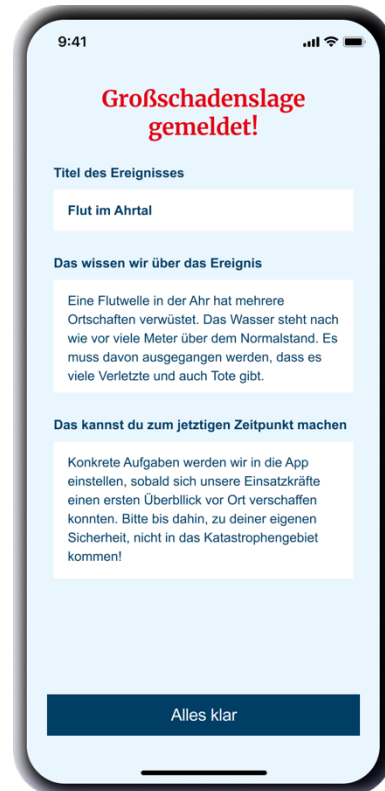 9:41
Großschadenslage
gemeldet!
Titel des Ereignisses
Flut im Ahrtal
Das wissen wir über das Ereignis
Eine Flutwelle in der Ahr hat mehrere
Ortschaften verwüstet. Das Wasser steht nach
wie vor viele Meter über dem Normalstand. Es
muss davon ausgegangen werden, dass es
viele Verletzte und auch Tote gibt.
Das kannst du zum jetztigen Zeitpunkt machen
Konkrete Aufgaben werden wir in die App
einstellen, sobald sich unsere Einsatzkräfte
einen ersten Überbllick vor Ort verschaffen
konnten. Bitte bis dahin, zu deiner eigenen
Sicherheit, nicht in das Katastrophengebiet
kommen!
Alles klar